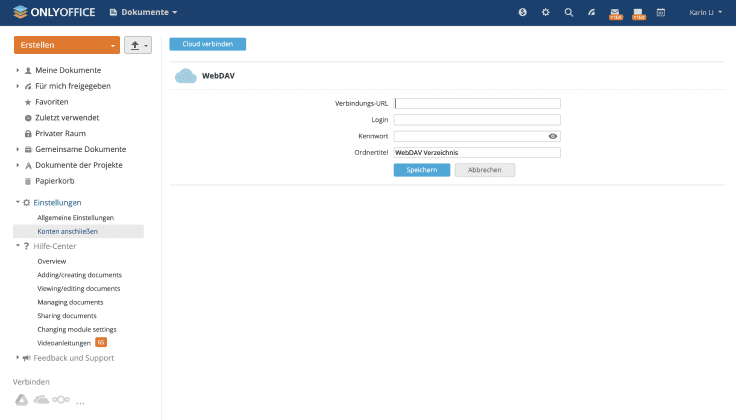 ONLYOFFICE Dokumente Karin Li
Erstellen
Cloud verbinden
WebDAV
Meine Dokumente
Für mich freigegeben
Favoriten
Zuletzt verwendet
Privater Raum
Gemeinsame Dokumente
Dokumente der Projekte
Papierkorb
Einstellungen
Allgemeine Einstellungen
Konten anschließen
Hilfe-Center
Overview
Adding/creating documents
Viewing/editing documents
Managing documents
Sharing documents
Changing module settings
Videoanleitungen 65
Feedback und Support
Verbinden
...
Verbindungs-URL
Login
Kennwort
Ordnertitel WebDAV Verzeichnis
Speichern Abbrechen